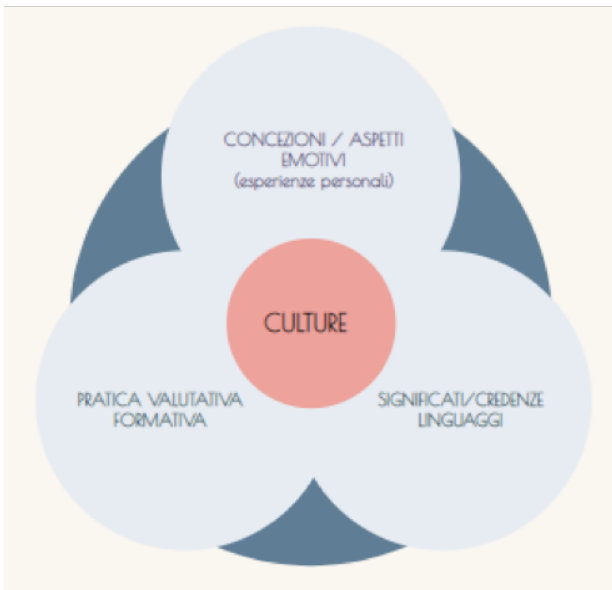 CONCEZIONI / ASPETTI
EMOTIVI
(esperienze personali)
CULTURE
PRATICA VALUTATIVA
FORMATIVA
SIGNIFICATI/CREDENZE
LINGUAGGI